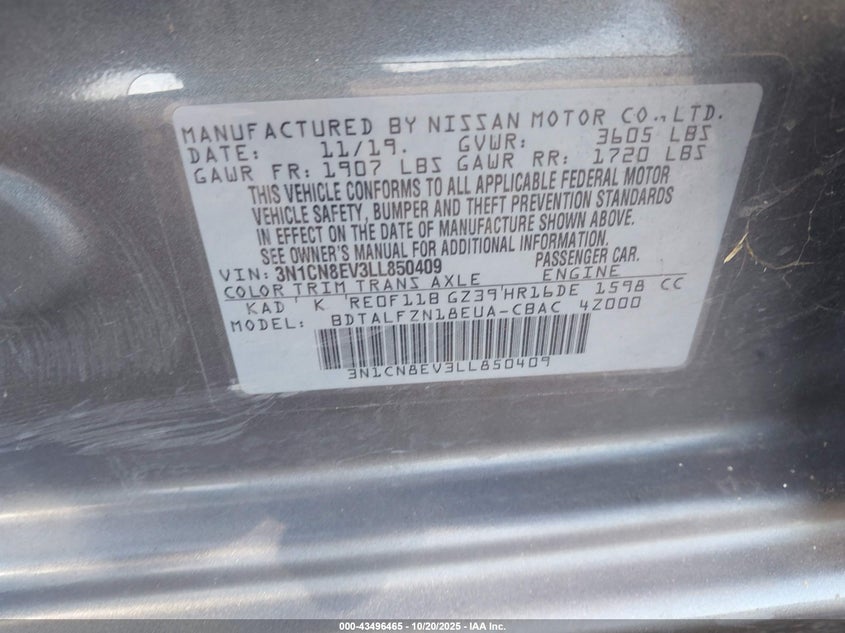 MANUFACTURED BY NISSAN MOTOR CO.,LTD.
DATE: 11/19. GVWR: 3605 LBS
GAWR FR: 1907 LBS GAWR RR: 1720 LBS
THIS VEHICLE CONFORMS TO ALL APPLICABLE FEDERAL MOTOR
VEHICLE SAFETY, BUMPER AND THEFT PREVENTION STANDARDS
IN EFFECT ON THE DATE OF MANUFACTURE SHOWN ABOVE.
SEE OWNER'S MANUAL FOR ADDITIONAL INFORMATION.
VIN: 3N1CN8EV3LL850409 PASSENGER CAR.
COLOR TRIM TRANS AXLE ENGINE
KAD K RE0F11B GZ39 HR16DE 1598 CC
MODEL: BDTALFZN18EUA-CBAC 4Z000
3N1CN8EV3LL850409
000-43496465 - 10/20/2025 - IAA Inc.